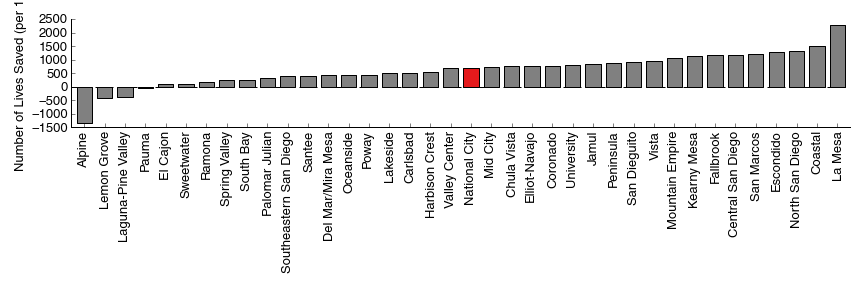 Number of Lives Saved (per 1
2500
2000
1500
1000
500
0
−500
−1000
−1500
Alpine
Lemon Grove
Laguna-Pine Valley
Pauma
El Cajon
Sweetwater
Ramona
Spring Valley
South Bay
Palomar Julian
Southeastern San Diego
Santee
Del Mar/Mira Mesa
Oceanside
Poway
Lakeside
Carlsbad
Harbison Crest
Valley Center
National City
Mid City
Chula Vista
Elliot-Navajo
Coronado
University
Jamul
Peninsula
San Dieguito
Vista
Mountain Empire
Kearny Mesa
Fallbrook
Central San Diego
San Marcos
Escondido
North San Diego
Coastal
La Mesa